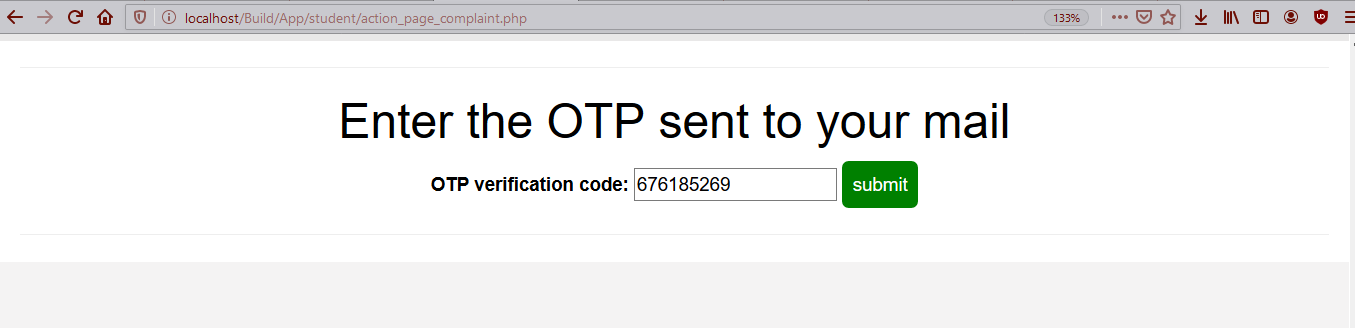 localhost/Build/App/student/action_page_complaint.php
133%
Enter the OTP sent to your mail
OTP verification code: 676185269 submit